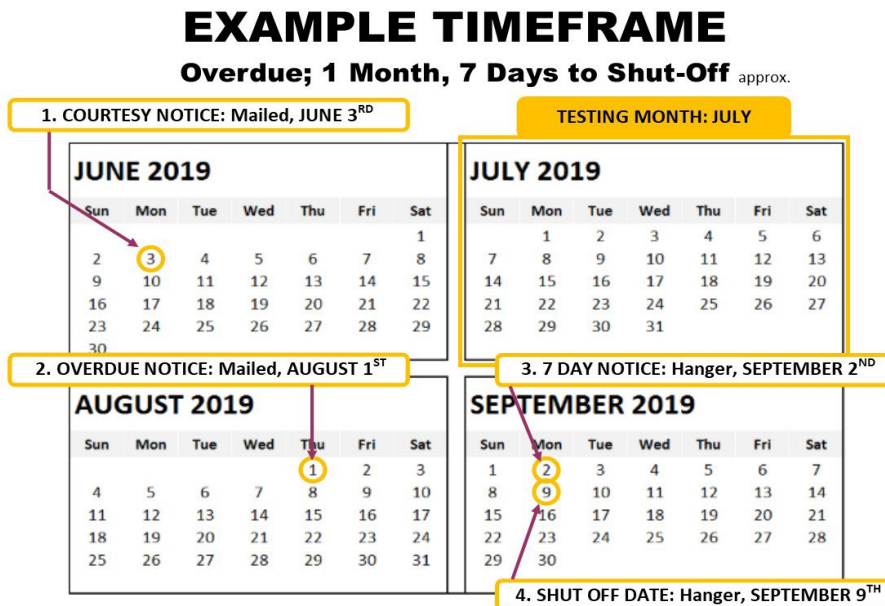 EXAMPLE TIMEFRAME
Overdue; 1 Month, 7 Days to Shut-Off approx.
1. COURTESY NOTICE: Mailed, JUNE 3RD
TESTING MONTH: JULY
JUNE 2019
Sun Mon Tue Wed Thu Fri Sat
1
2 3 4 5 6 7 8
9 10 11 12 13 14 15
16 17 18 19 20 21 22
23 24 25 26 27 28 29
30
JULY 2019
Sun Mon Tue Wed Thu Fri Sat
1 2 3 4 5 6
7 8 9 10 11 12 13
14 15 16 17 18 19 20
21 22 23 24 25 26 27
28 29 30 31
2. OVERDUE NOTICE: Mailed, AUGUST 1ST
3. 7 DAY NOTICE: Hanger, SEPTEMBER 2ND
AUGUST 2019
Sun Mon Tue Wed Thu Fri Sat
1 2 3
4 5 6 7 8 9 10
11 12 13 14 15 16 17
18 19 20 21 22 23 24
25 26 27 28 29 30 31
SEPTEMBER 2019
Sun Mon Tue Wed Thu Fri Sat
1 2 3 4 5 6 7
8 9 10 11 12 13 14
15 16 17 18 19 20 21
22 23 24 25 26 27 28
29 30
4. SHUT OFF DATE: Hanger, SEPTEMBER 9TH